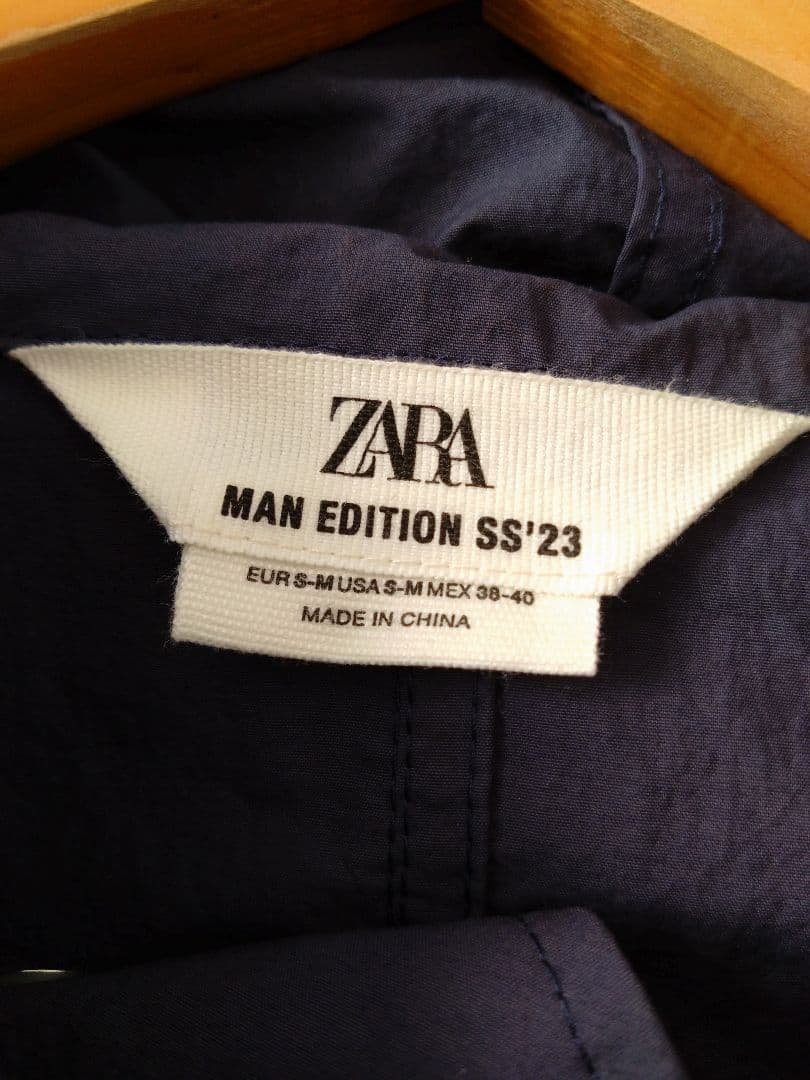 ZARA
MAN EDITION SS'23
EUR S-M USA S-M MEX 38-40
MADE IN CHINA